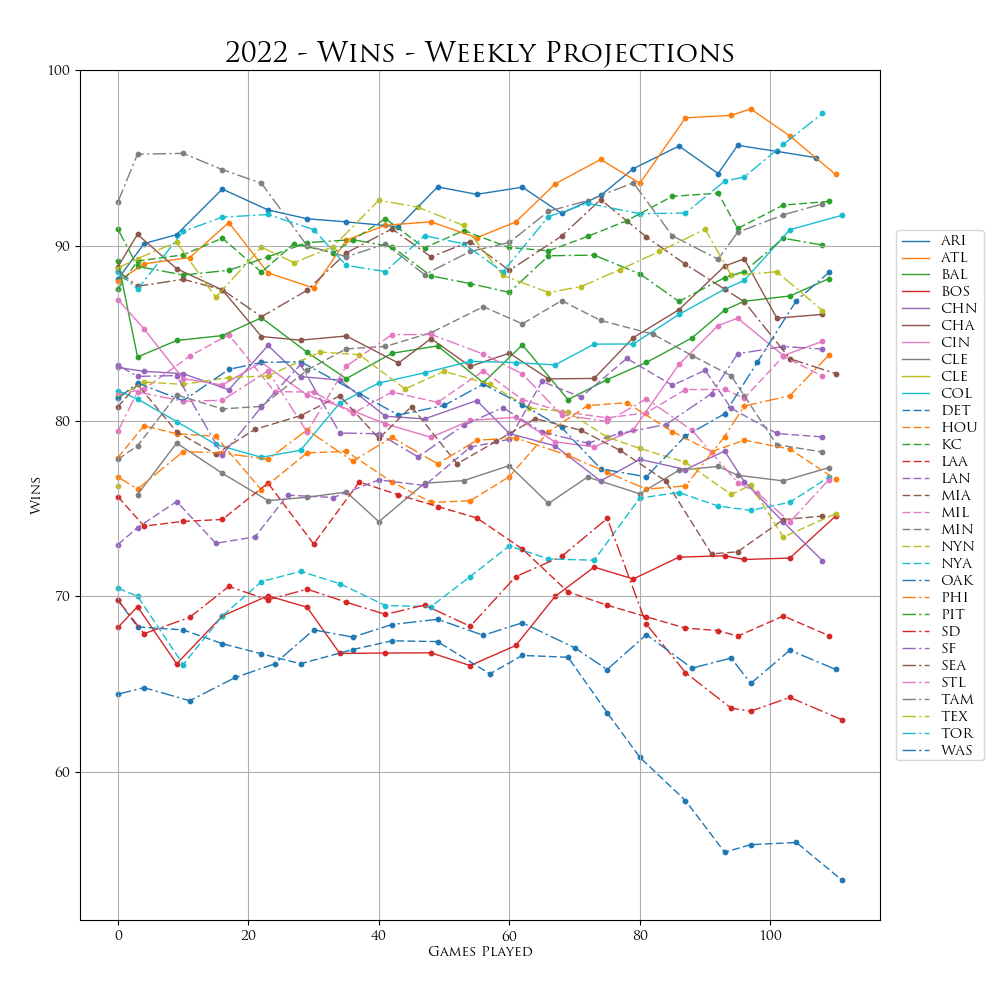 2022 - Wins - Weekly Projections
100
90
80
70
60
Wins
0 20 40 60 80 100
Games Played
ARI
ATL
BAL
BOS
CHN
CHA
CIN
CLE
CLE
COL
DET
HOU
KC
LAA
LAN
MIA
MIL
MIN
NYN
NYA
OAK
PHI
PIT
SD
SF
SEA
STL
TAM
TEX
TOR
WAS